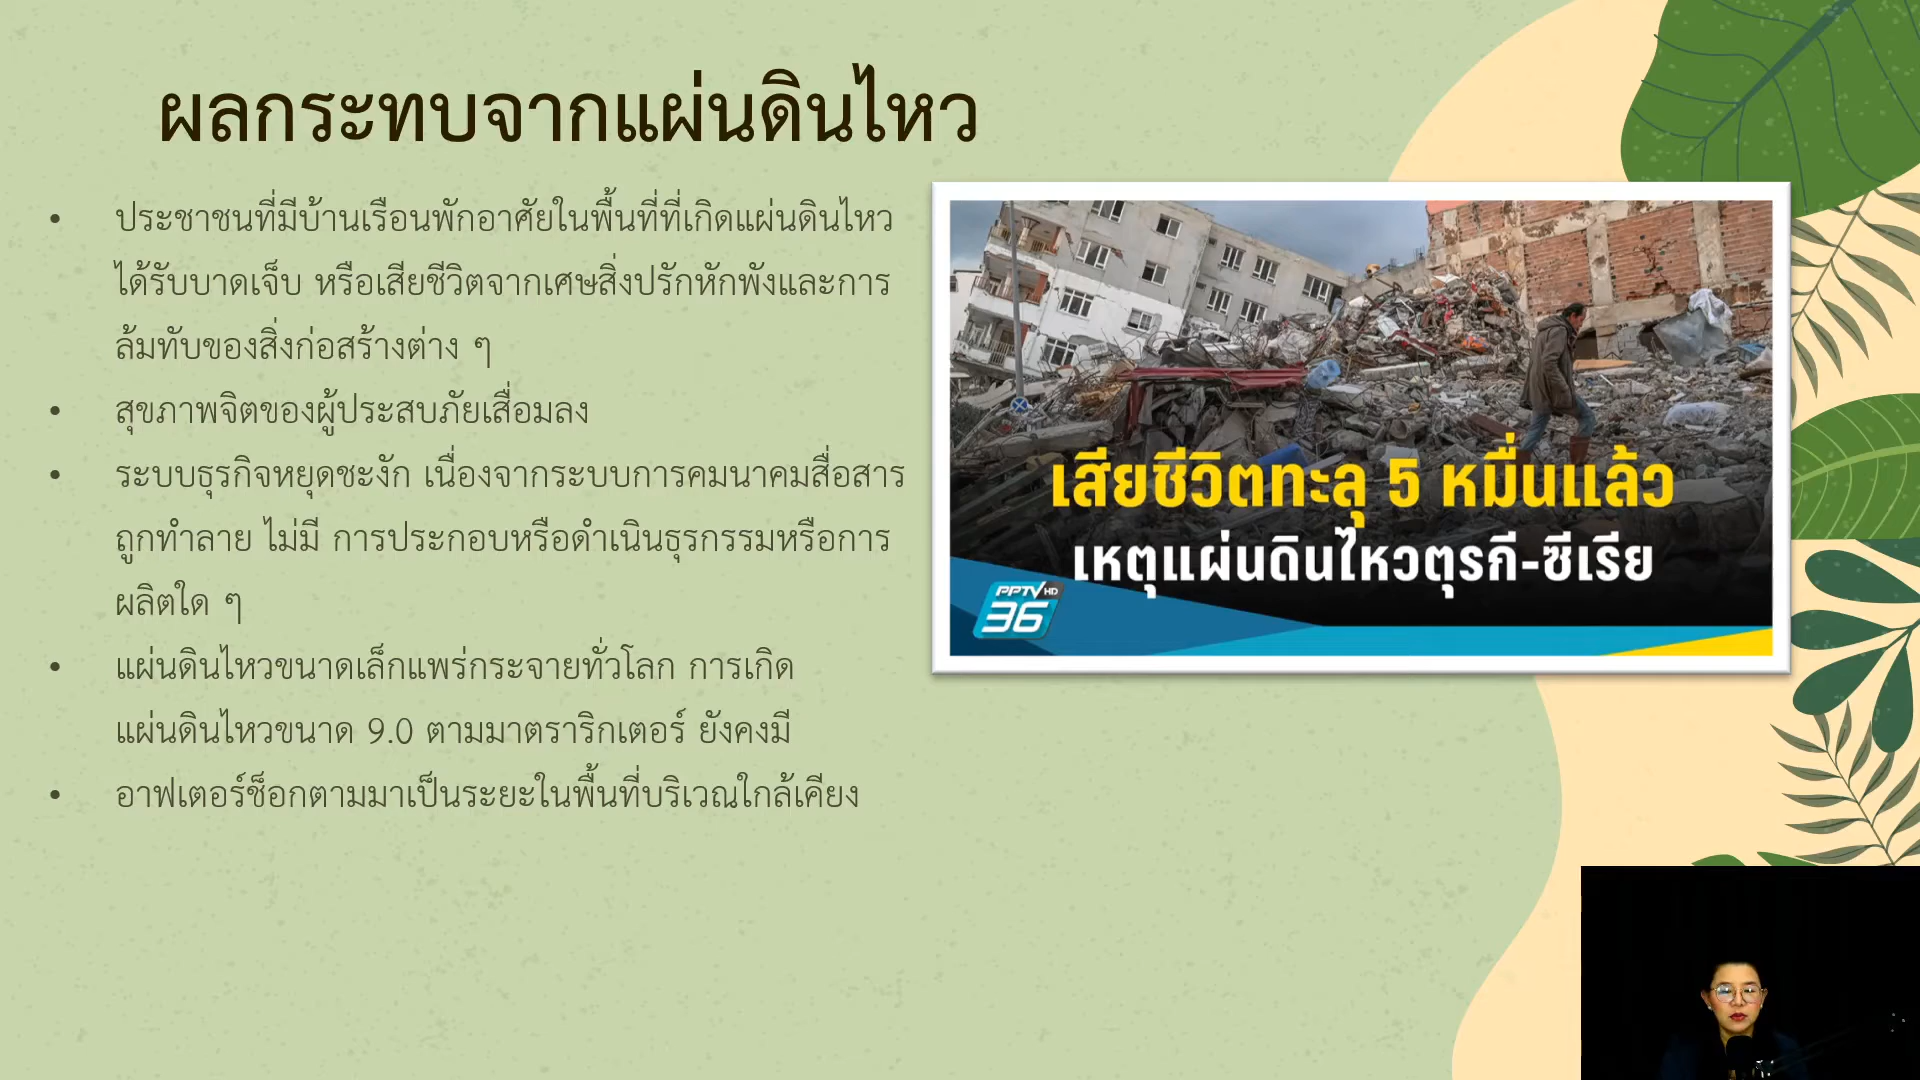 ผลกระทบจากแผ่นดินไหว
• ประชาชนที่มีบ้านเรือนพักอาศัยในพื้นที่ที่เกิดแผ่นดินไหว
ได้รับบาดเจ็บ หรือเสียชีวิตจากเศษสิ่งปรักหักพังและการ
ล้มทับของสิ่งก่อสร้างต่าง ๆ
• สุขภาพจิตของผู้ประสบภัยเสื่อมลง
• ระบบธุรกิจหยุดชะงัก เนื่องจากระบบการคมนาคมสื่อสาร
ถูกทำลาย ไม่มี การประกอบหรือดำเนินธุรกรรมหรือการ
ผลิตใด ๆ
• แผ่นดินไหวขนาดเล็กแพร่กระจายทั่วโลก การเกิด
แผ่นดินไหวขนาด 9.0 ตามมาตราริกเตอร์ ยังคงมี
• อาฟเตอร์ช็อกตามมาเป็นระยะในพื้นที่บริเวณใกล้เคียง
เสียชีวิตทะลุ 5 หมื่นแล้ว
เหตุแผ่นดินไหวตุรกี-ซีเรีย
PPTV HD
36